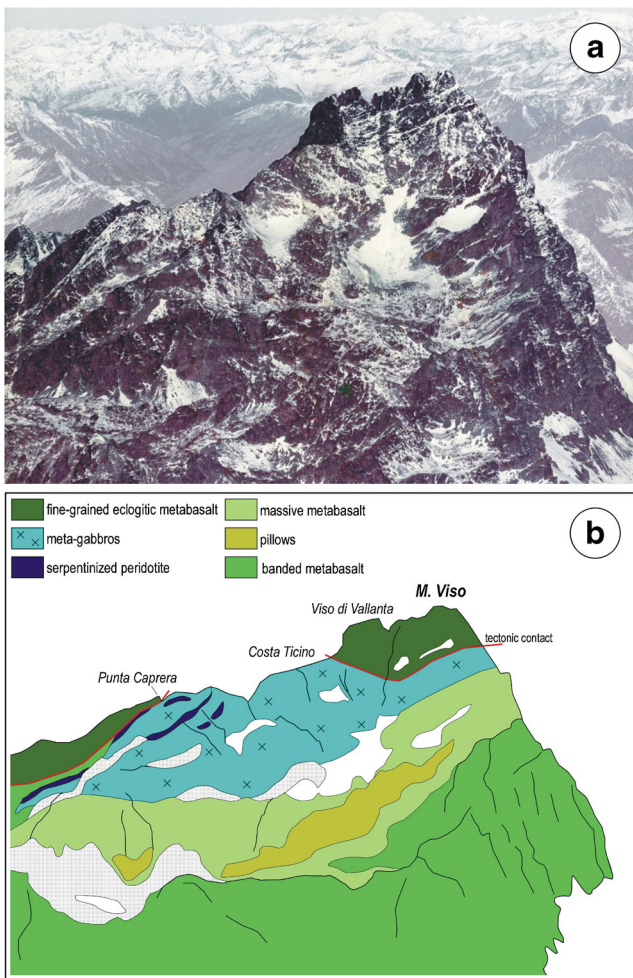 a
b
fine-grained eclogitic metabasalt
meta-gabbros
serpentinized peridotite
massive metabasalt
pillows
banded metabasalt
M. Viso
Viso di Vallanta
tectonic contact
Costa Ticino
Punta Caprera